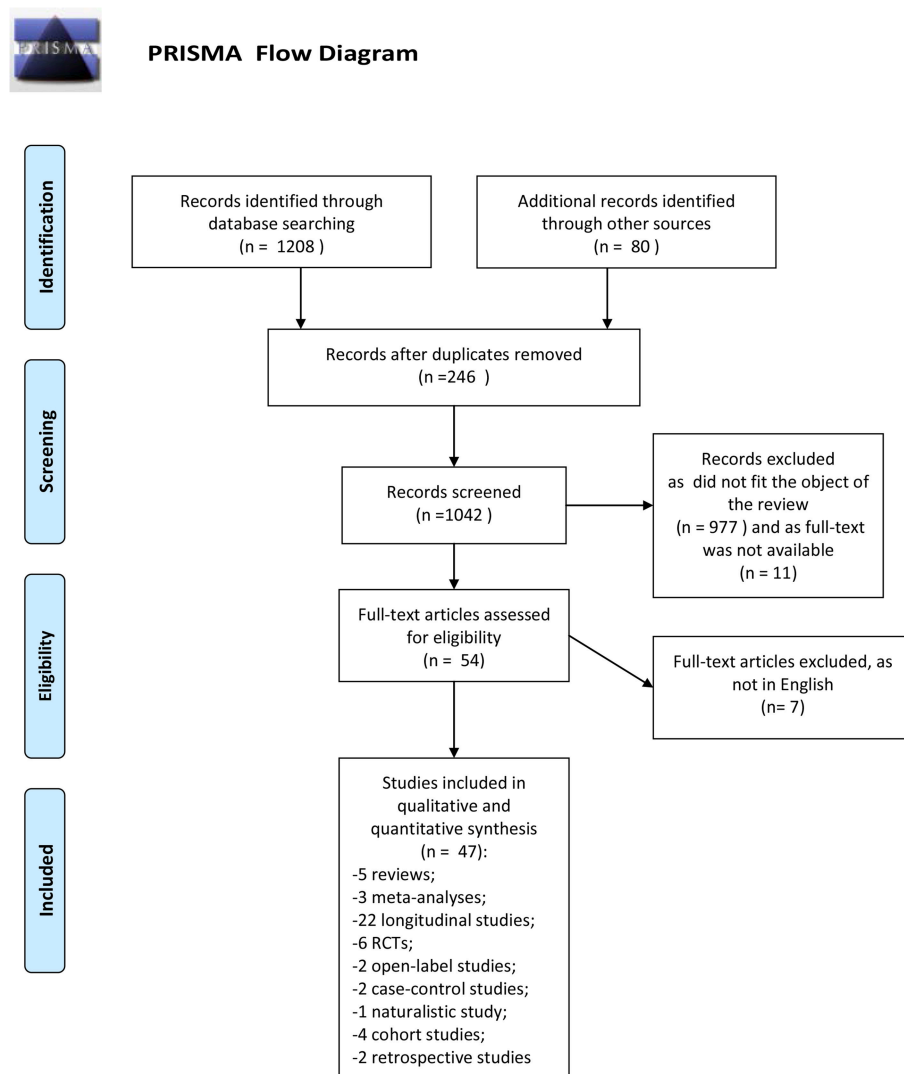 PRISMA
PRISMA Flow Diagram
Identification
Records identified through
database searching
(n = 1208 )
Additional records identified
through other sources
(n = 80 )
Records after duplicates removed
(n =246 )
Screening
Records screened
(n =1042 )
Records excluded
as did not fit the object of
the review
(n = 977 ) and as full-text
was not available
(n = 11)
Eligibility
Full-text articles assessed
for eligibility
(n = 54)
Full-text articles excluded, as
not in English
(n= 7)
Included
Studies included in
qualitative and
quantitative synthesis
(n = 47):
-5 reviews;
-3 meta-analyses;
-22 longitudinal studies;
-6 RCTs;
-2 open-label studies;
-2 case-control studies;
-1 naturalistic study;
-4 cohort studies;
-2 retrospective studies